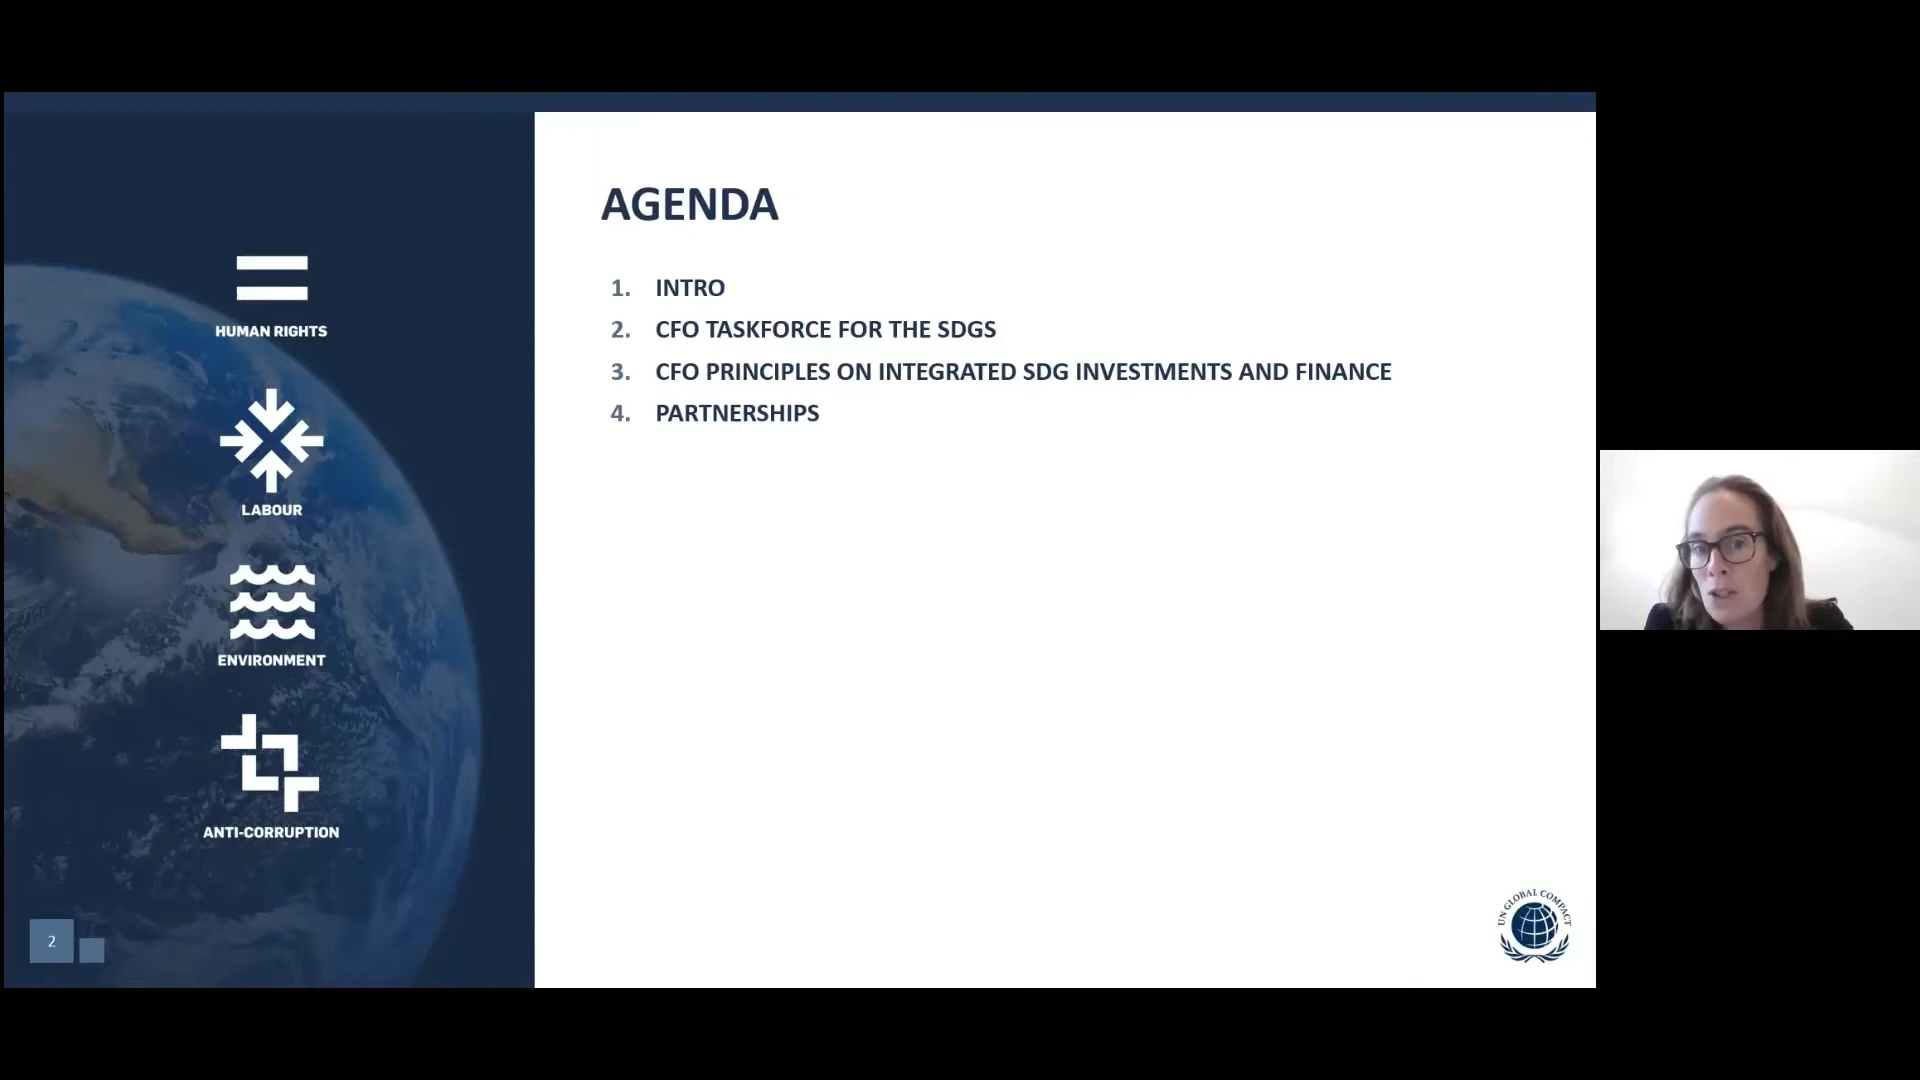 HUMAN RIGHTS
LABOUR
ENVIRONMENT
ANTI-CORRUPTION
2
AGENDA
1. INTRO
2. CFO TASKFORCE FOR THE SDGS
3. CFO PRINCIPLES ON INTEGRATED SDG INVESTMENTS AND FINANCE
4. PARTNERSHIPS
UN GLOBAL COMPACT